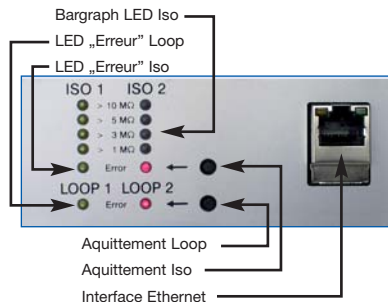 Bargraph LED Iso
LED „Erreur” Loop
LED „Erreur” Iso
ISO 1 ISO 2
> 10 MΩ
> 5 MΩ
> 3 MΩ
> 1 MΩ
Error
LOOP 1 LOOP 2
Error
Aquittement Loop
Aquittement Iso
Interface Ethernet